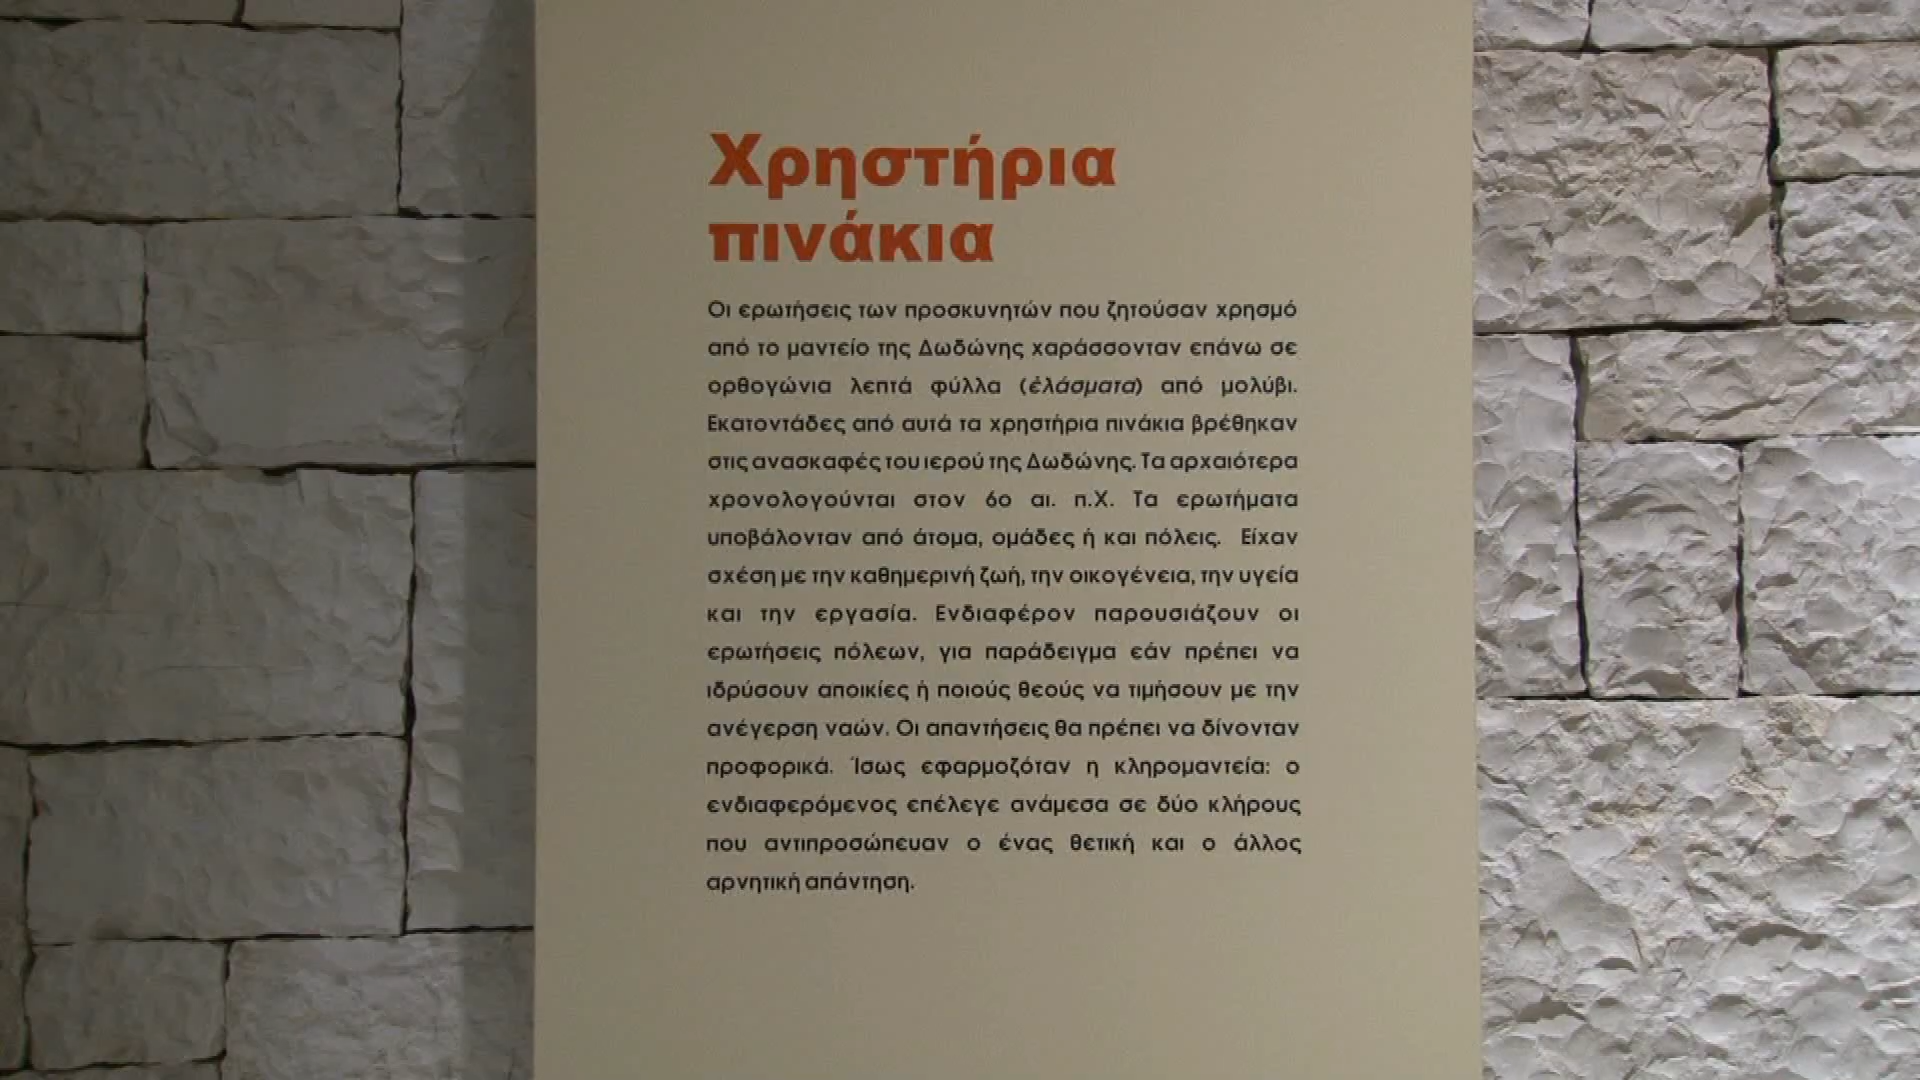 Χρηστήρια
πινάκια
Οι ερωτήσεις των προσκυνητών που ζητούσαν χρησμό
από το μαντείο της Δωδώνης χαράσσονταν επάνω σε
ορθογώνια λεπτά φύλλα (ἐλάσματα) από μολύβι.
Εκατοντάδες από αυτά τα χρηστήρια πινάκια βρέθηκαν
στις ανασκαφές του ιερού της Δωδώνης. Τα αρχαιότερα
χρονολογούνται στον 6ο αι. π.Χ. Τα ερωτήματα
υποβάλονταν από άτομα, ομάδες ή και πόλεις. Είχαν
σχέση με την καθημερινή ζωή, την οικογένεια, την υγεία
και την εργασία. Ενδιαφέρον παρουσιάζουν οι
ερωτήσεις πόλεων, για παράδειγμα εάν πρέπει να
ιδρύσουν αποικίες ή ποιούς θεούς να τιμήσουν με την
ανέγερση ναών. Οι απαντήσεις θα πρέπει να δίνονταν
προφορικά. Ίσως εφαρμοζόταν η κληρομαντεία: ο
ενδιαφερόμενος επέλεγε ανάμεσα σε δύο κλήρους
που αντιπροσώπευαν ο ένας θετική και ο άλλος
αρνητική απάντηση.